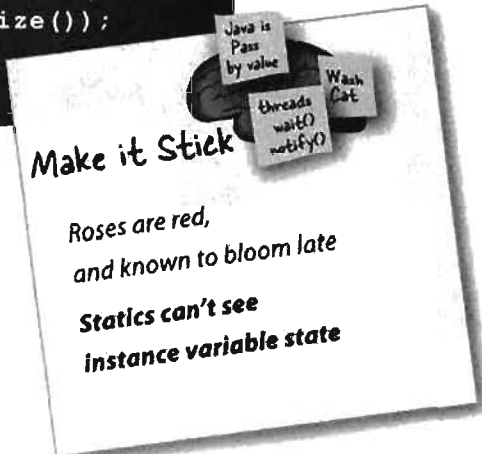 ize());
Java is
Pass
by value
Wash
Cat
threads
wait()
notify()
Make it Stick
Roses are red,
and known to bloom late
Statics can't see
instance variable state